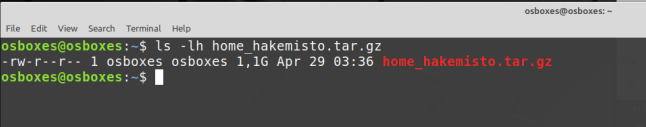 osboxes@osboxes: ~
File Edit View Search Terminal Help
osboxes@osboxes:~$ ls -lh home_hakemisto.tar.gz
-rw-r--r-- 1 osboxes osboxes 1,1G Apr 29 03:36 home_hakemisto.tar.gz
osboxes@osboxes:~$